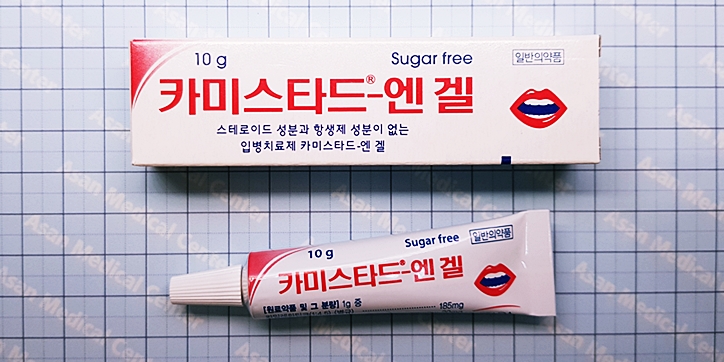 10 g
Sugar free
일반의약품
카미스타드®-엔 겔
스테로이드 성분과 항생제 성분이 없는
입병치료제 카미스타드-엔 겔
10 g
Sugar free
일반의약품
카미스타드®-엔 겔
[원료약품 및 그 분량] 1g 중
185mg
Asan Medical Center